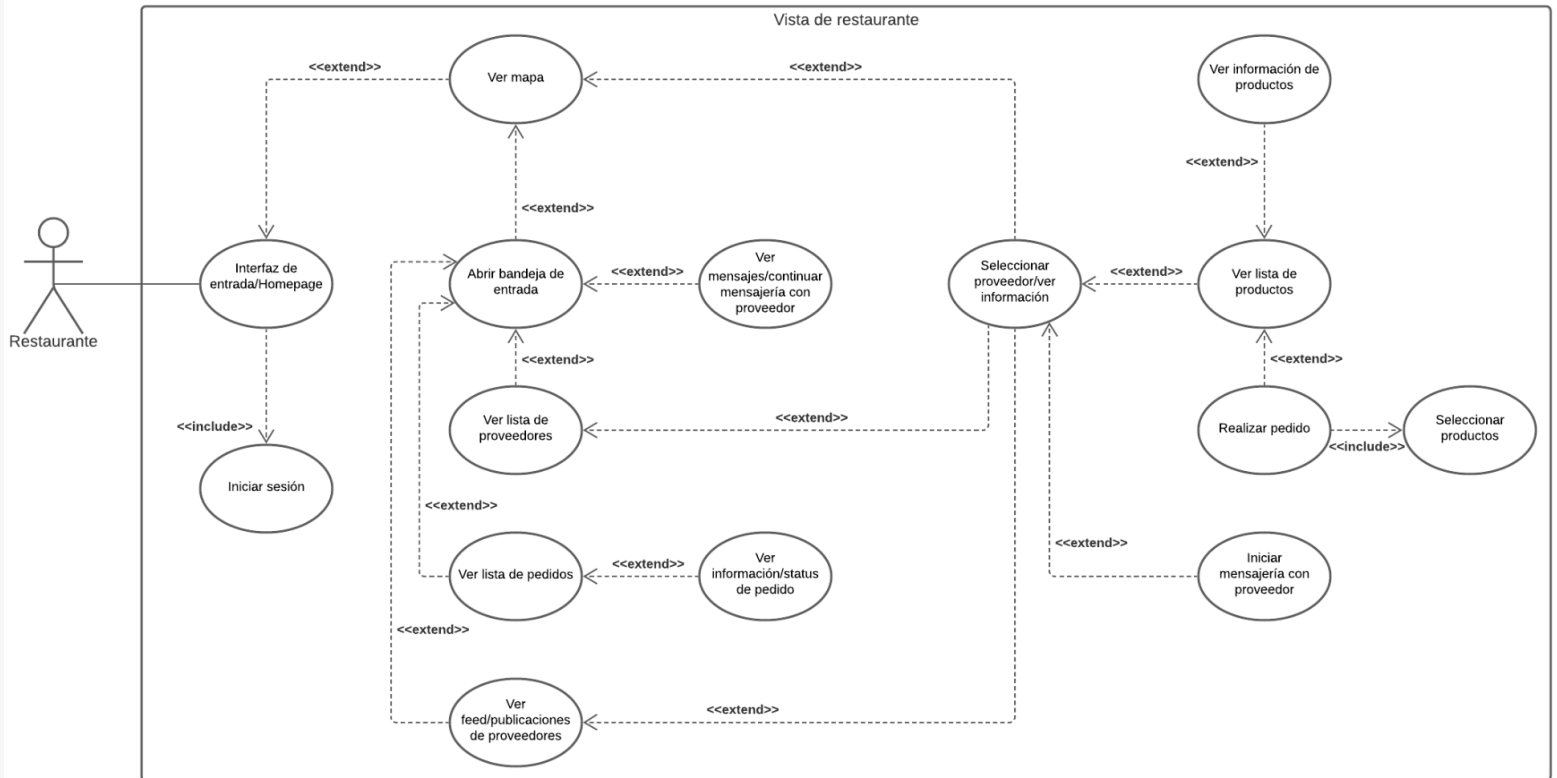 Vista de restaurante
<<extend>>
Ver mapa
<<extend>>
Ver información de
productos
<<extend>>
<<extend>>
Restaurante
Interfaz de
entrada/Homepage
Abrir bandeja de
entrada
<<extend>>
Ver
mensajes/continuar
mensajería con
proveedor
Seleccionar
proveedor/ver
información
<<extend>>
Ver lista de
productos
<<extend>>
<<extend>>
<<include>>
Ver lista de
proveedores
<<extend>>
Realizar pedido
<<include>>
Seleccionar
productos
Iniciar sesión
<<extend>>
Ver lista de pedidos
<<extend>>
Ver
información/status
de pedido
<<extend>>
Iniciar
mensajería con
proveedor
<<extend>>
Ver
feed/publicaciones
de proveedores
<<extend>>